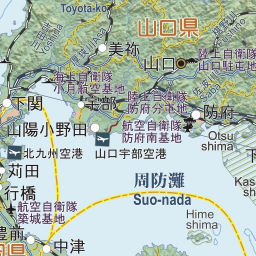 Toyota-ko
山口県
美祢
山口
陸上自衛隊
山口駐屯地
海上自衛隊
小月航空基地
下関
宇部
陸上自衛隊
防府分屯地
防府
山陽小野田
航空自衛隊
防府南基地
Otsu
shima
北九州空港
山口宇部空港
苅田
行橋
周防灘
Suo-nada
航空自衛隊
築城基地
Hime
shima
豊前
中津